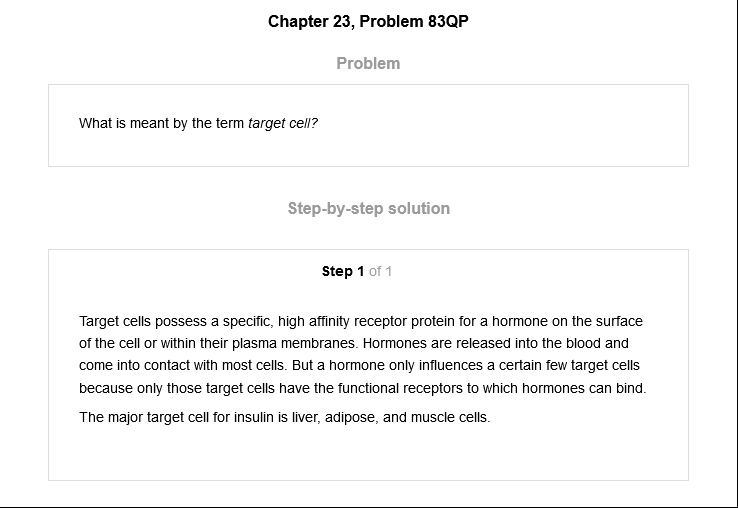 Chapter 23, Problem 83QP
Problem
What is meant by the term target cell?
Step-by-step solution
Step 1 of 1
Target cells possess a specific, high affinity receptor protein for a hormone on the surface
of the cell or within their plasma membranes. Hormones are released into the blood and
come into contact with most cells. But a hormone only influences a certain few target cells
because only those target cells have the functional receptors to which hormones can bind.
The major target cell for insulin is liver, adipose, and muscle cells.